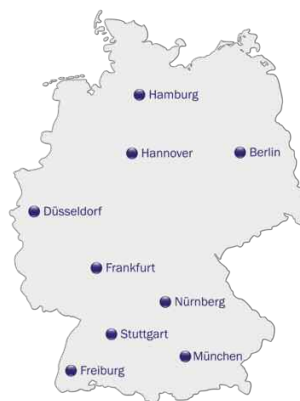 Hamburg
Hannover
Berlin
Düsseldorf
Frankfurt
Nürnberg
Stuttgart
München
Freiburg